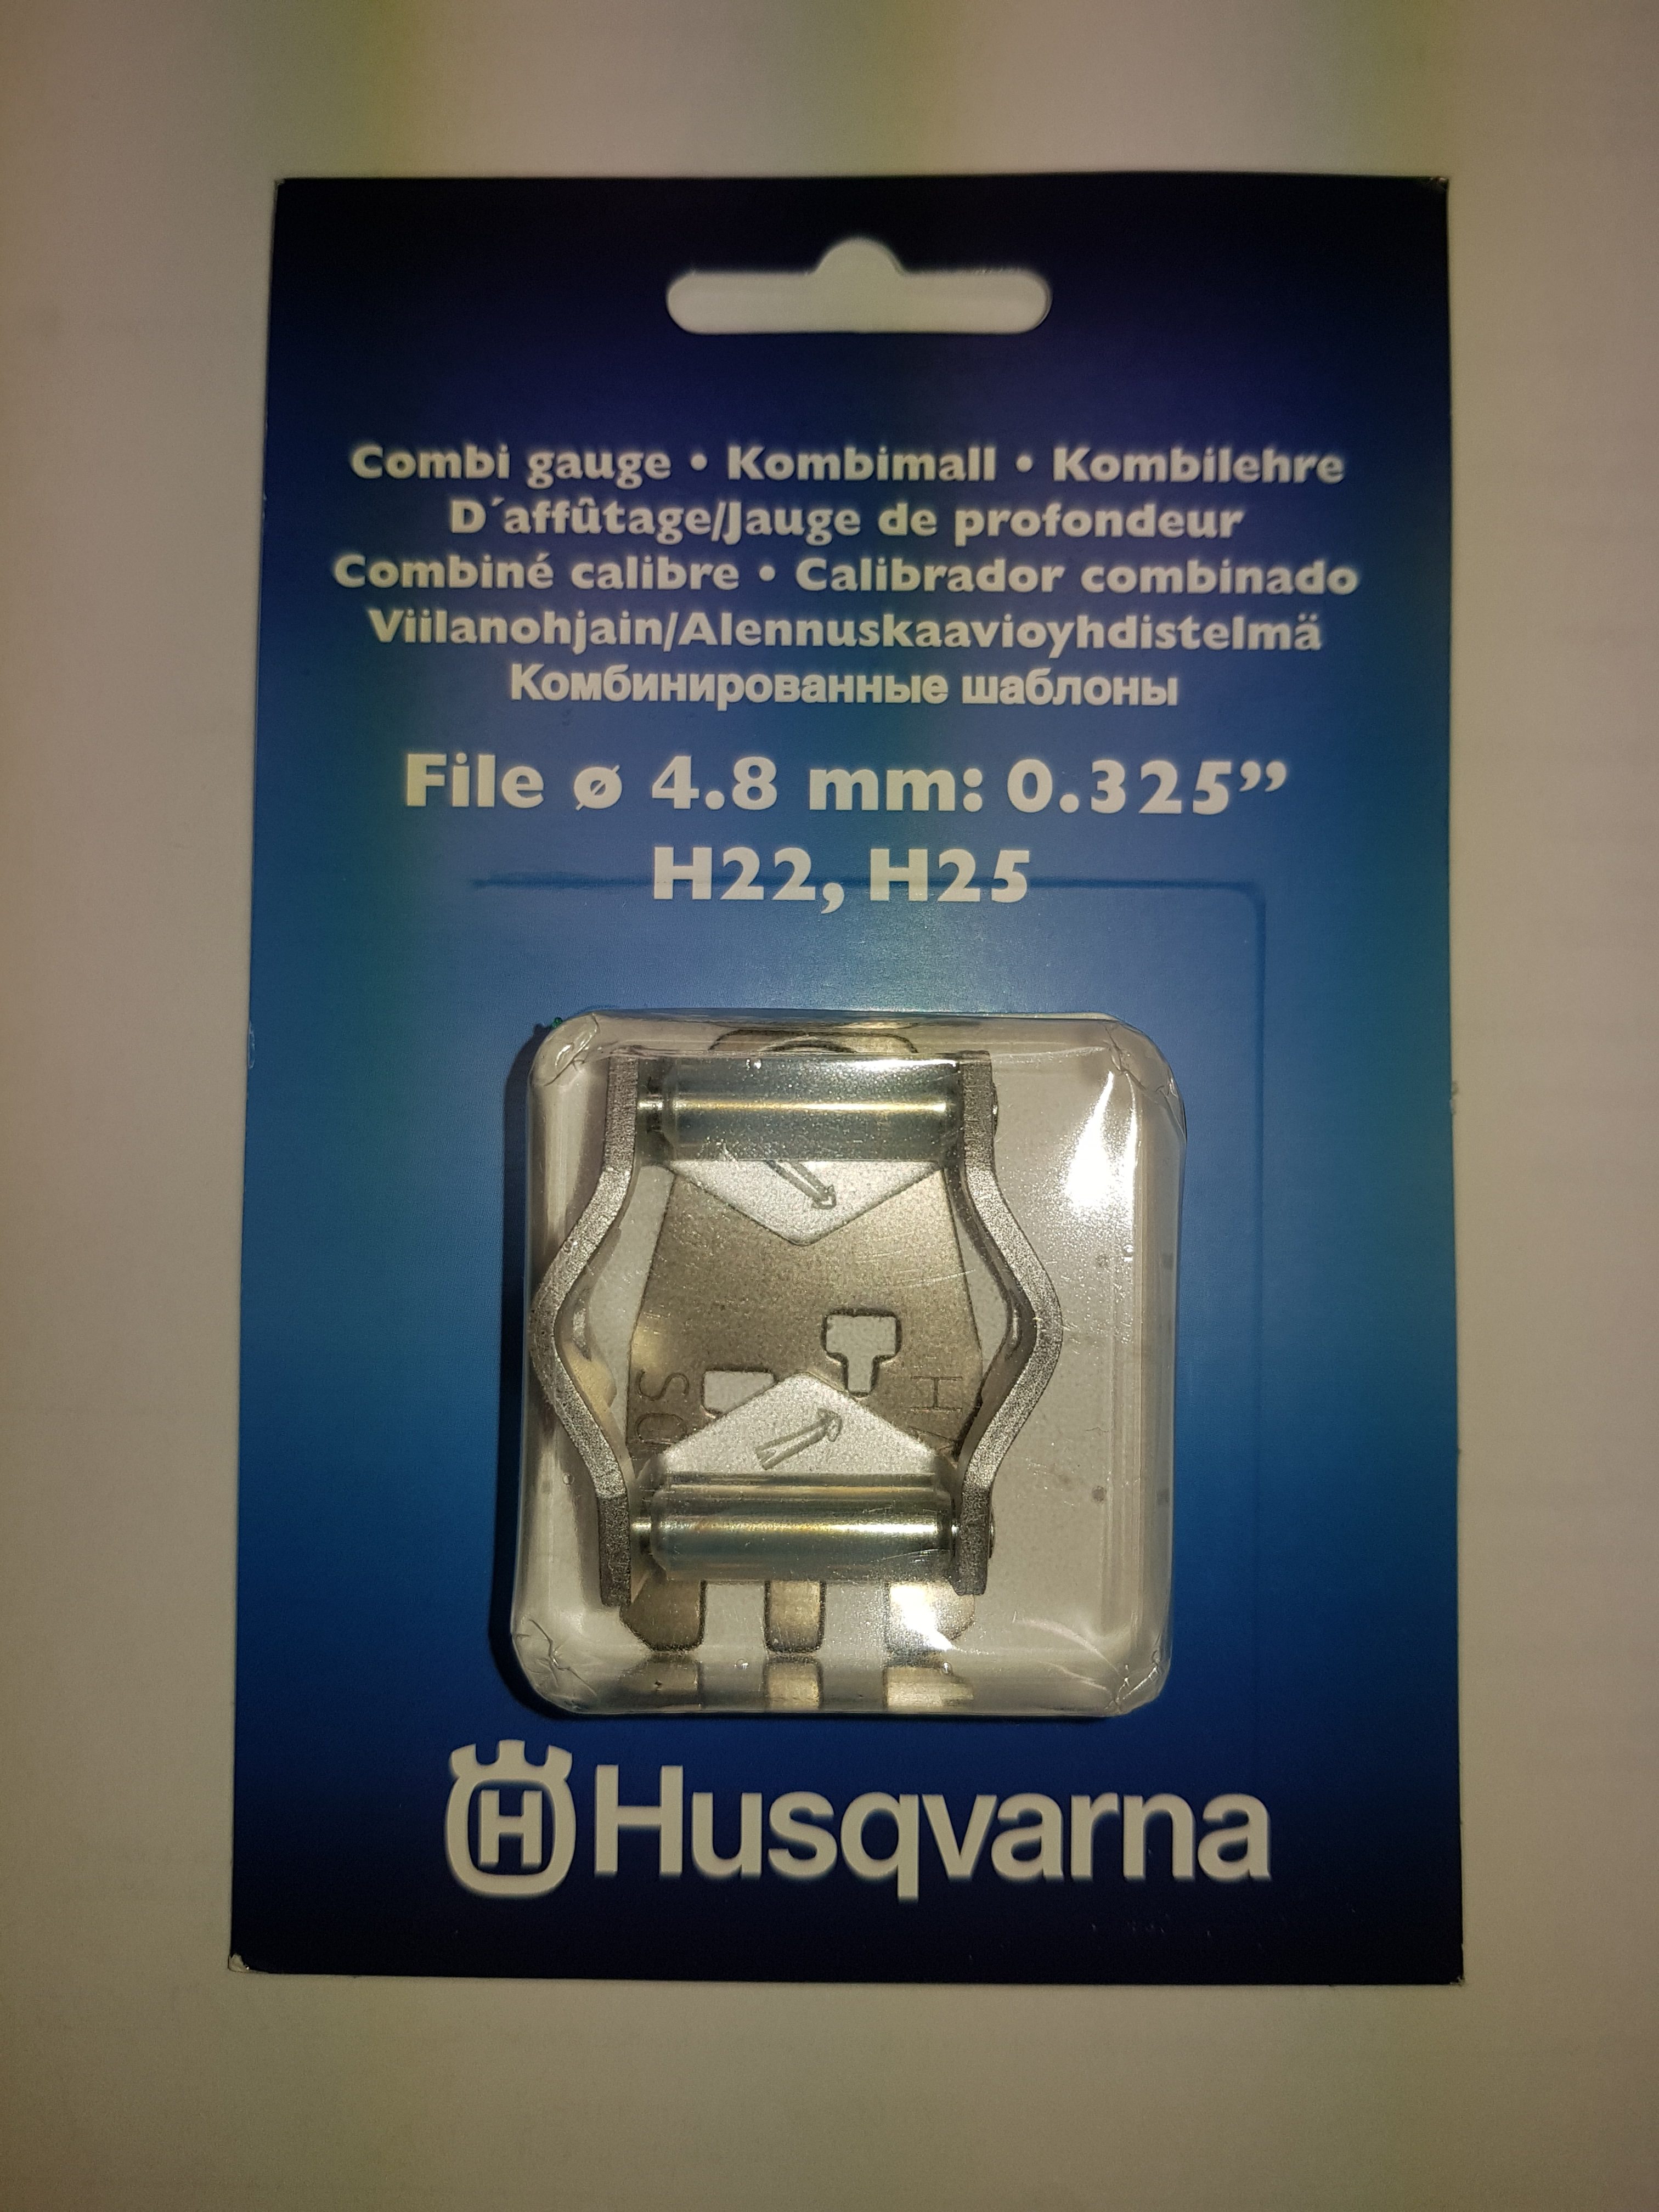 Combi gauge • Kombimall • Kombilehre
D´affûtage/Jauge de profondeur
Combiné calibre • Calibrador combinado
Viilanohjain/Alennuskaavioyhdistelmä
Комбинированные шаблоны
File ø 4.8 mm: 0.325”
H22, H25
H Husqvarna